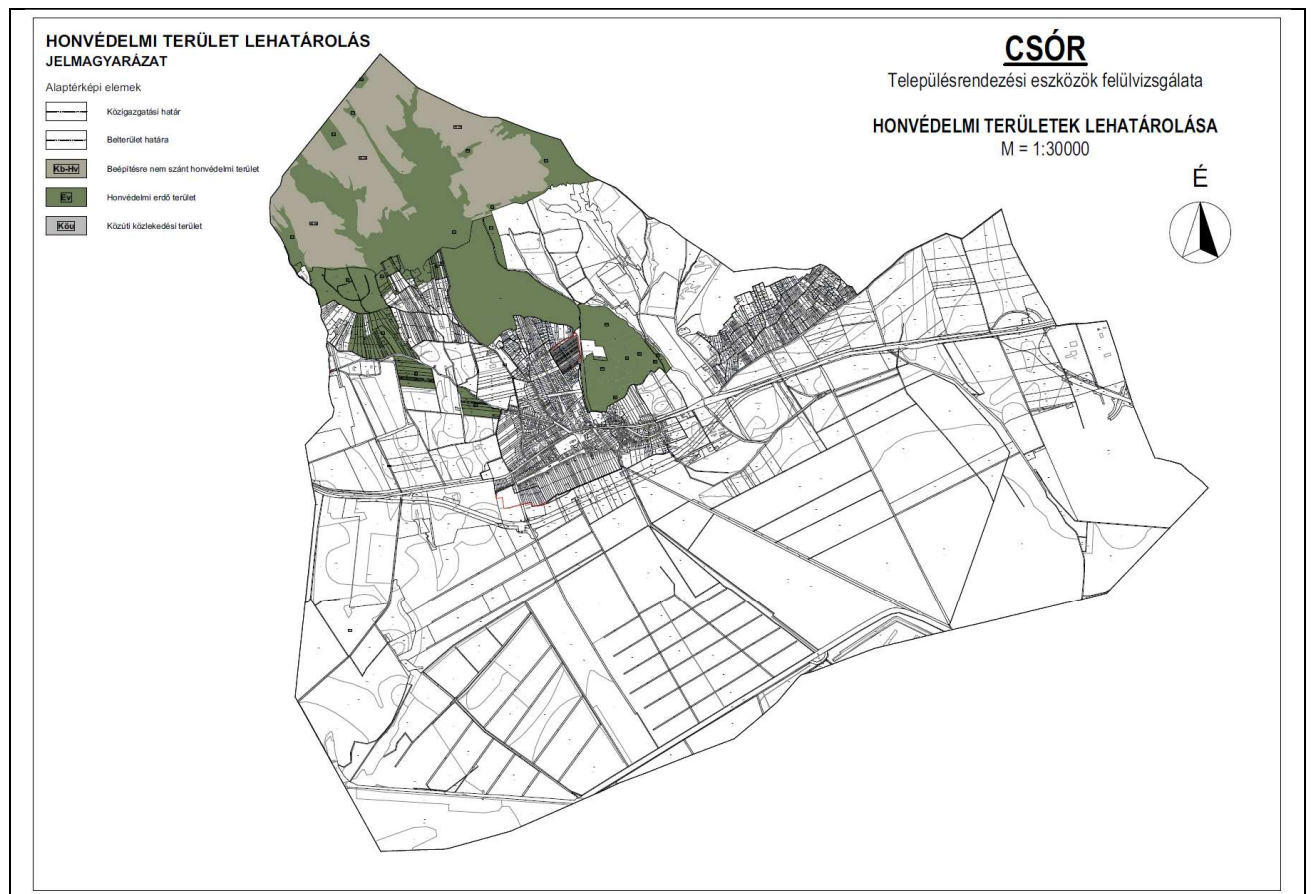 HONVÉDELMI TERÜLET LEHATÁROLÁS
JELMAGYARÁZAT
Alaptérképi elemek
Közigazgatási határ
Belterület határa
Kb-Hv Beépítésre nem szánt honvédelmi terület
Ev Honvédelmi erdő terület
Köu Közúti közlekedési terület
CSÓR
Településrendezési eszközök felülvizsgálata
HONVÉDELMI TERÜLETEK LEHATÁROLÁSA
M = 1:30000
É